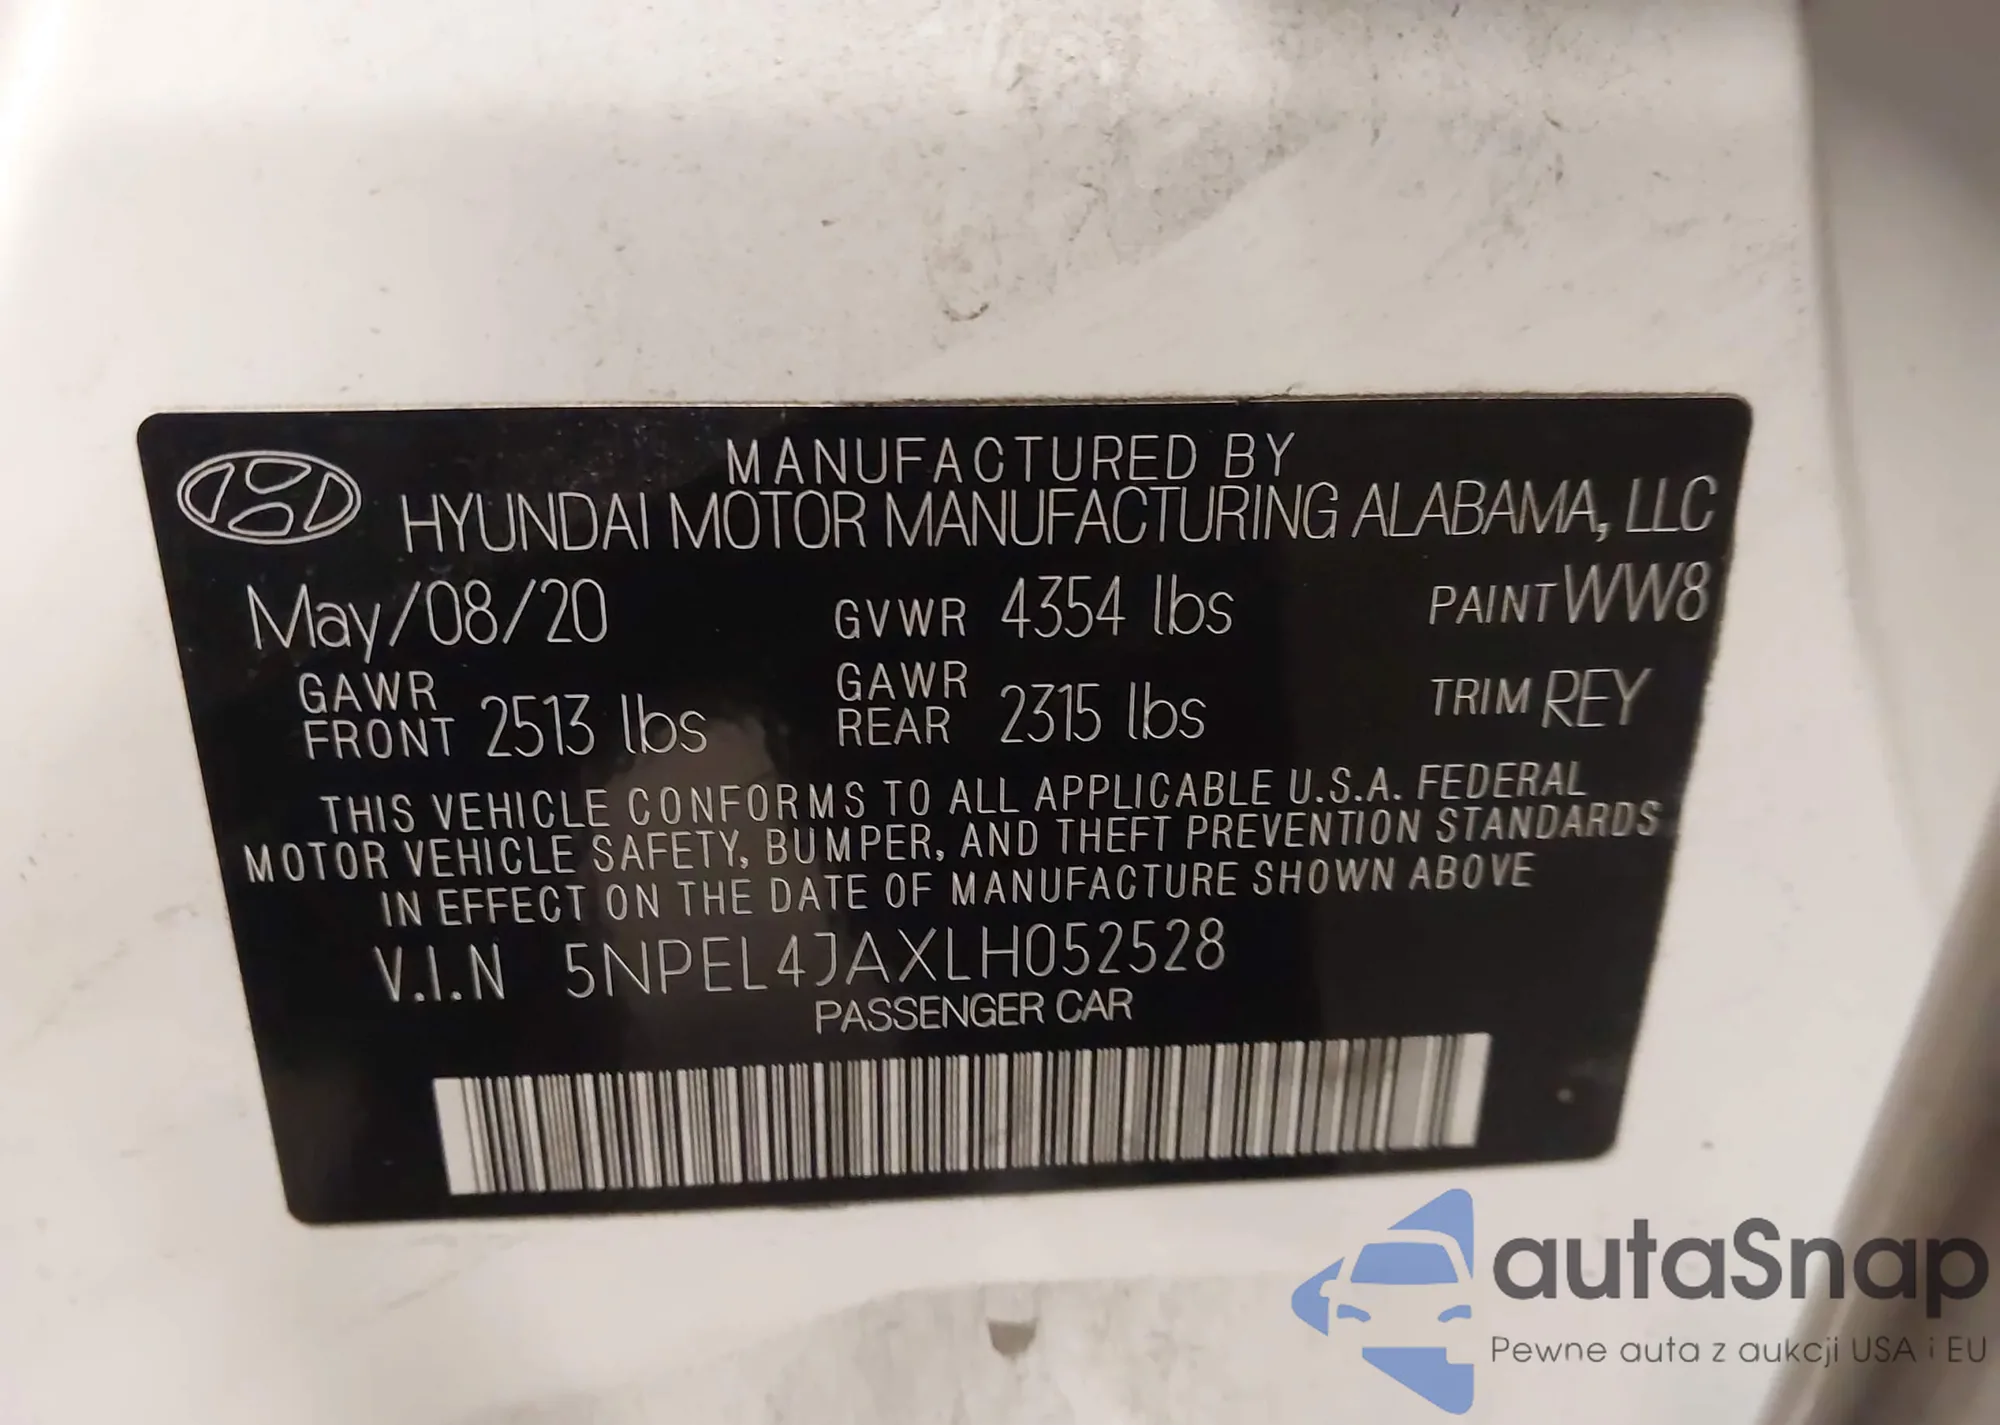 MANUFACTURED BY
HYUNDAI MOTOR MANUFACTURING ALABAMA, LLC
May/08/20 GVWR 4354 lbs PAINT WW8
GAWR FRONT 2513 lbs GAWR REAR 2315 lbs TRIM REY
THIS VEHICLE CONFORMS TO ALL APPLICABLE U.S.A. FEDERAL
MOTOR VEHICLE SAFETY, BUMPER, AND THEFT PREVENTION STANDARDS
IN EFFECT ON THE DATE OF MANUFACTURE SHOWN ABOVE
V.I.N 5NPEL4JAXLH052528
PASSENGER CAR
autaSnap
Pewne auta z aukcji USA i EU